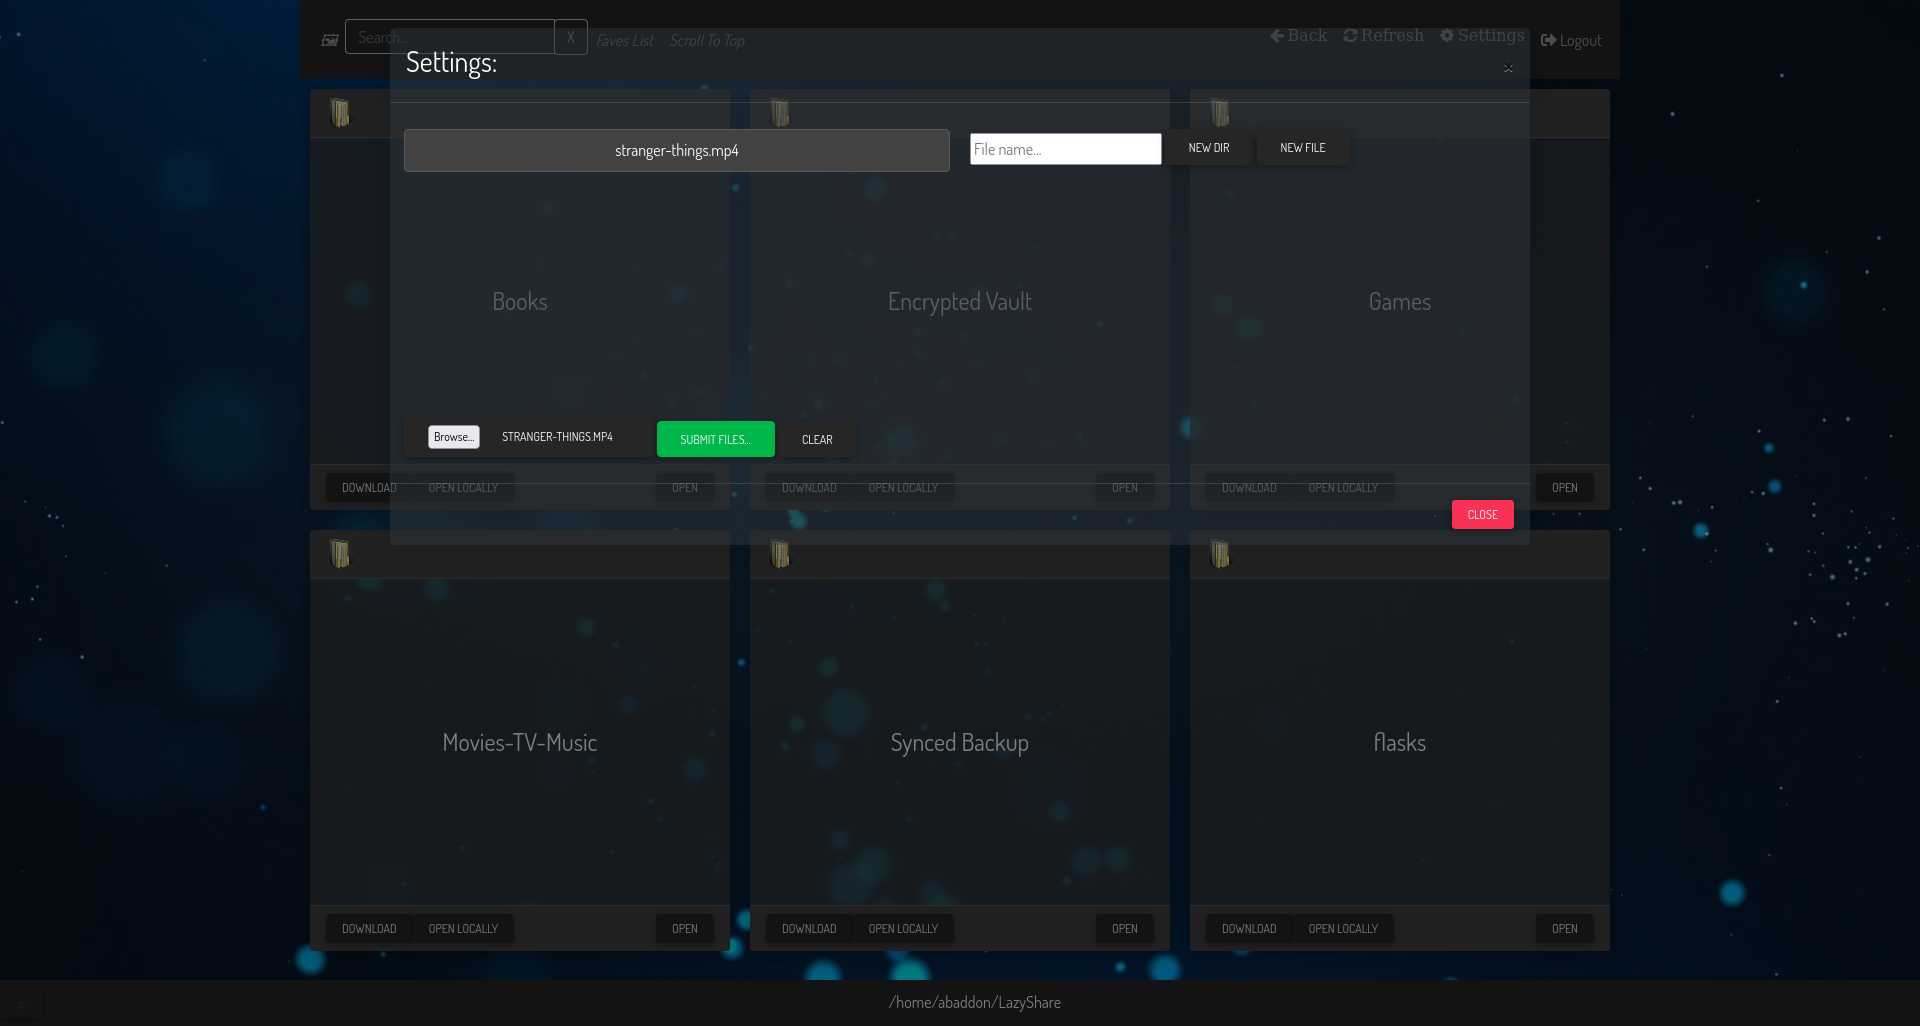 Search...
X
Faves List
Scroll To Top
Back
Refresh
Settings
Logout
Settings:
×
stranger-things.mp4
File name...
NEW DIR
NEW FILE
Books
Encrypted Vault
Games
Browse...
STRANGER-THINGS.MP4
SUBMIT FILES...
CLEAR
DOWNLOAD
OPEN LOCALLY
OPEN
DOWNLOAD
OPEN LOCALLY
OPEN
DOWNLOAD
OPEN LOCALLY
OPEN
CLOSE
Movies-TV-Music
Synced Backup
flasks
DOWNLOAD
OPEN LOCALLY
OPEN
DOWNLOAD
OPEN LOCALLY
OPEN
DOWNLOAD
OPEN LOCALLY
OPEN
/home/abaddon/LazyShare